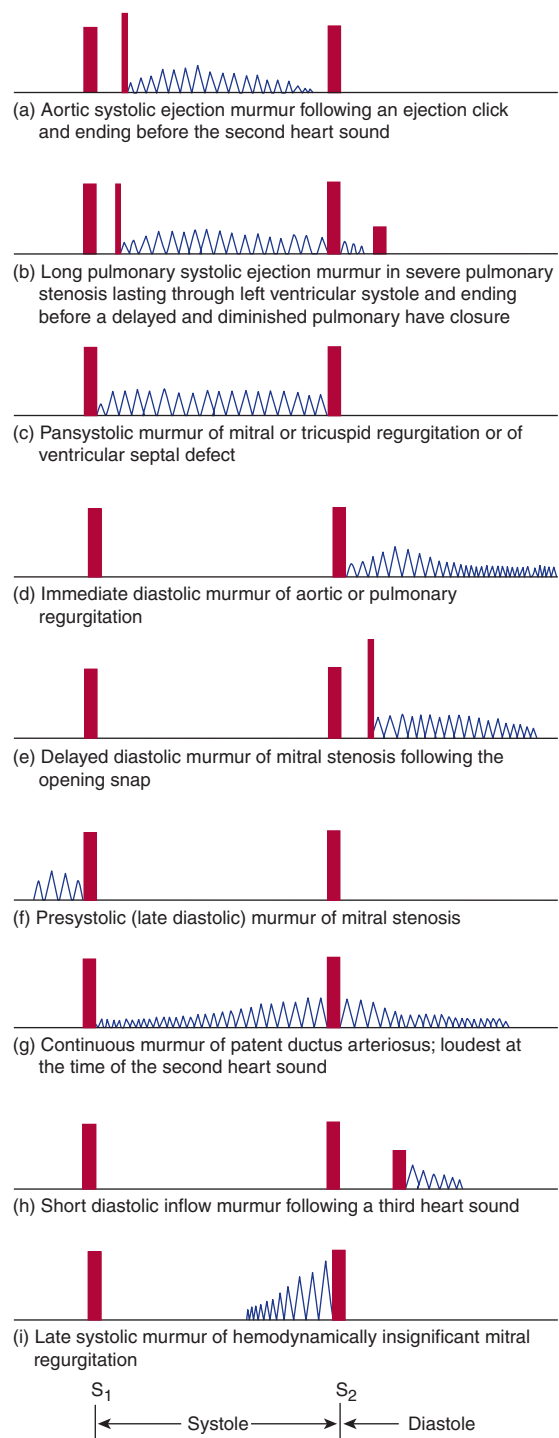 (a) Aortic systolic ejection murmur following an ejection click
and ending before the second heart sound
(b) Long pulmonary systolic ejection murmur in severe pulmonary
stenosis lasting through left ventricular systole and ending
before a delayed and diminished pulmonary have closure
(c) Pansystolic murmur of mitral or tricuspid regurgitation or of
ventricular septal defect
(d) Immediate diastolic murmur of aortic or pulmonary
regurgitation
(e) Delayed diastolic murmur of mitral stenosis following the
opening snap
(f) Presystolic (late diastolic) murmur of mitral stenosis
(g) Continuous murmur of patent ductus arteriosus; loudest at
the time of the second heart sound
(h) Short diastolic inflow murmur following a third heart sound
(i) Late systolic murmur of hemodynamically insignificant mitral
regurgitation
S₁ S₂
Systole Diastole